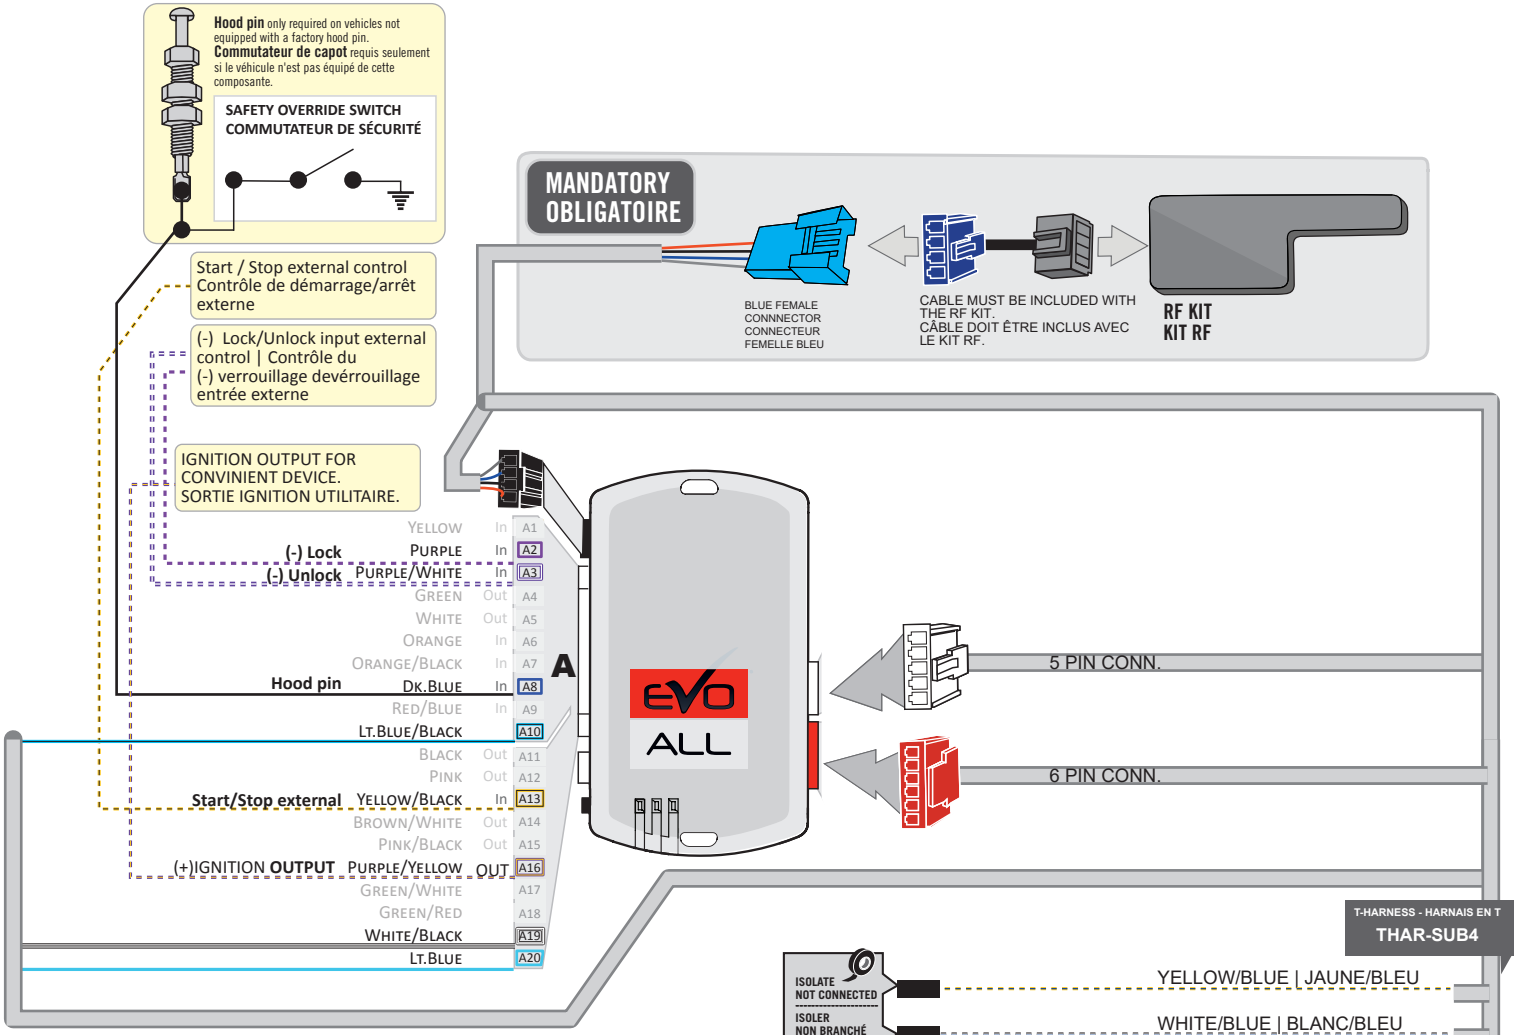 Hood pin only required on vehicles not
equipped with a factory hood pin.
Commutateur de capot requis seulement
si le véhicule n'est pas équipé de cette
composante.
SAFETY OVERRIDE SWITCH
COMMUTATEUR DE SÉCURITÉ
MANDATORY
OBLIGATOIRE
BLUE FEMALE
CONNNECTOR
CONNECTEUR
FEMELLE BLEU
CABLE MUST BE INCLUDED WITH
THE RF KIT.
CÂBLE DOIT ÊTRE INCLUS AVEC
LE KIT RF.
RF KIT
KIT RF
Start / Stop external control
Contrôle de démarrage/arrêt
externe
(-) Lock/Unlock input external
control | Contrôle du
(-) verrouillage devérrouillage
entrée externe
IGNITION OUTPUT FOR
CONVINIENT DEVICE.
SORTIE IGNITION UTILITAIRE.
YELLOW In A1
(-) Lock PURPLE In A2
(-) Unlock PURPLE/WHITE In A3
GREEN Out A4
WHITE Out A5
ORANGE In A6
ORANGE/BLACK In A7
Hood pin DK.BLUE In A8
RED/BLUE In A9
LT.BLUE/BLACK A10
BLACK Out A11
PINK Out A12
Start/Stop external YELLOW/BLACK In A13
BROWN/WHITE Out A14
PINK/BLACK Out A15
(+)IGNITION OUTPUT PURPLE/YELLOW OUT A16
GREEN/WHITE A17
GREEN/RED A18
WHITE/BLACK A19
LT.BLUE A20
A
EVO
ALL
5 PIN CONN.
6 PIN CONN.
T-HARNESS - HARNAIS EN T
THAR-SUB4
ISOLATE
NOT CONNECTED
ISOLER
NON BRANCHÉ
YELLOW/BLUE | JAUNE/BLEU
WHITE/BLUE | BLANC/BLEU